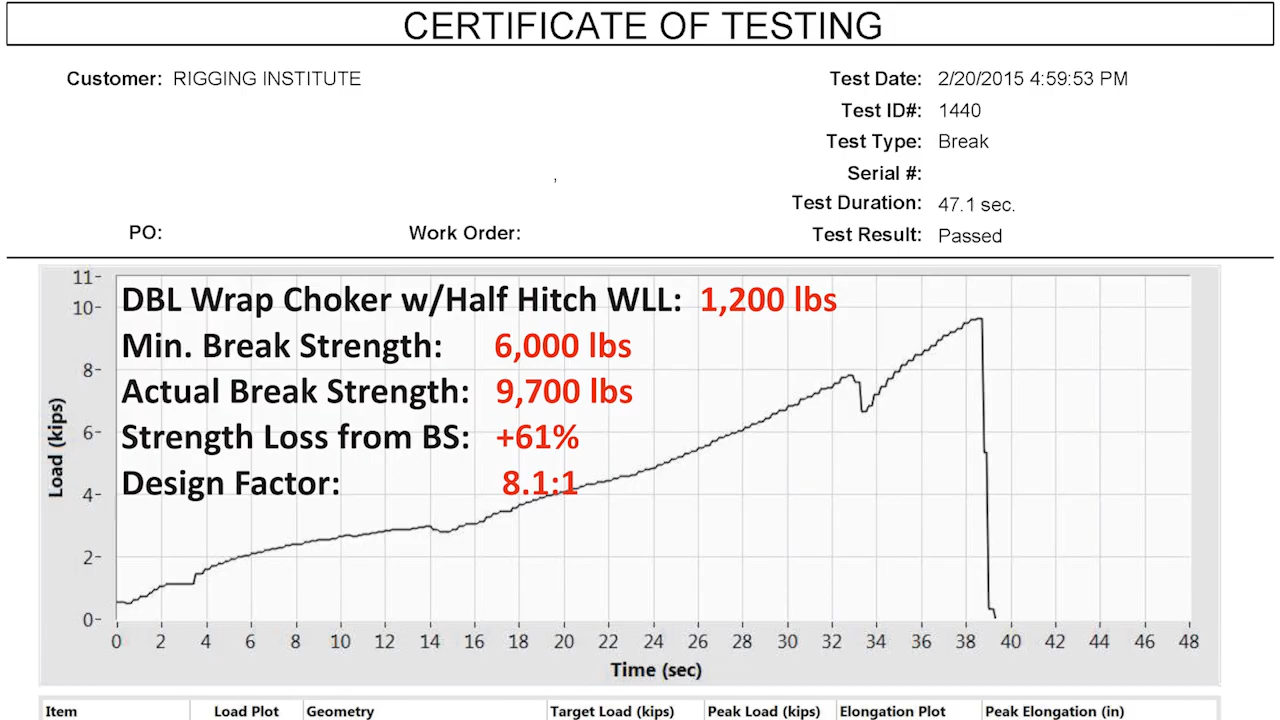 CERTIFICATE OF TESTING
Customer: RIGGING INSTITUTE
Test Date: 2/20/2015 4:59:53 PM
Test ID#: 1440
Test Type: Break
,
Serial #:
Test Duration: 47.1 sec.
PO: Work Order: Test Result: Passed
11-
DBL Wrap Choker w/Half Hitch WLL: 1,200 lbs
10-
Min. Break Strength: 6,000 lbs
8-
Actual Break Strength: 9,700 lbs
6-
Strength Loss from BS: +61%
4-
Design Factor: 8.1:1
2-
0-
Load (kips)
0 2 4 6 8 10 12 14 16 18 20 22 24 26 28 30 32 34 36 38 40 42 44 46 48
Time (sec)
Item Load Plot Geometry Target Load (kips) Peak Load (kips) Elongation Plot Peak Elongation (in)